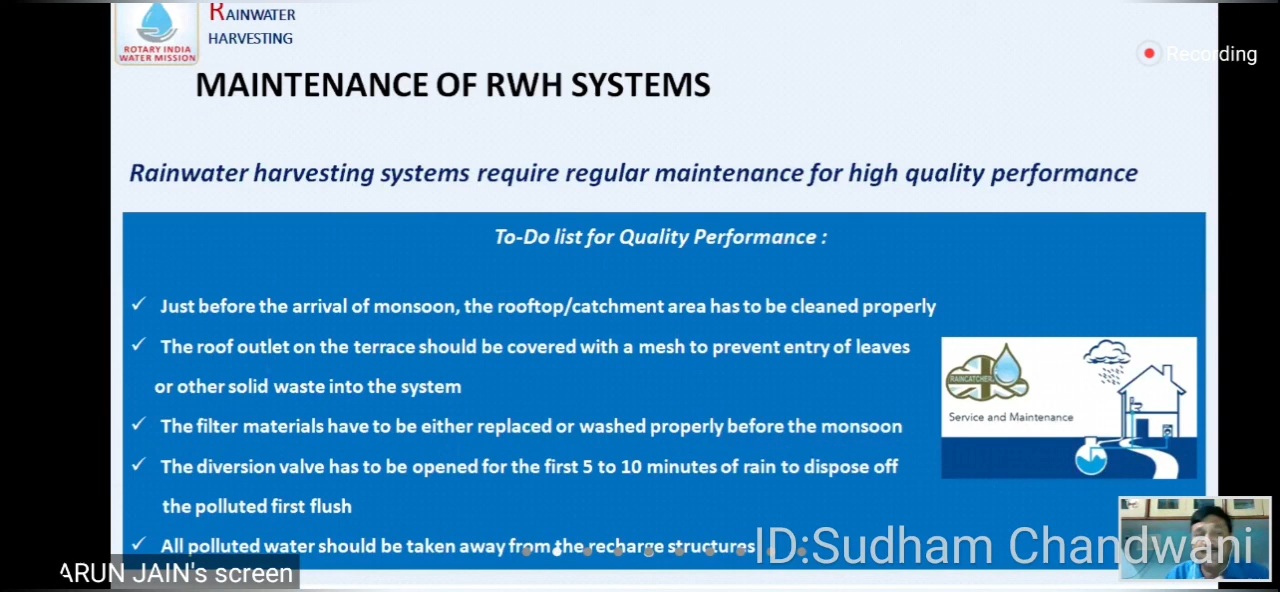 RAINWATER
HARVESTING
ROTARY INDIA
WATER MISSION
Recording
MAINTENANCE OF RWH SYSTEMS
Rainwater harvesting systems require regular maintenance for high quality performance
To-Do list for Quality Performance :
✓ Just before the arrival of monsoon, the rooftop/catchment area has to be cleaned properly
✓ The roof outlet on the terrace should be covered with a mesh to prevent entry of leaves
or other solid waste into the system
✓ The filter materials have to be either replaced or washed properly before the monsoon
✓ The diversion valve has to be opened for the first 5 to 10 minutes of rain to dispose off
the polluted first flush
✓ All polluted water should be taken away from the recharge structures
RAINCATCHER
Service and Maintenance
ID:Sudham Chandwani
ARUN JAIN's screen